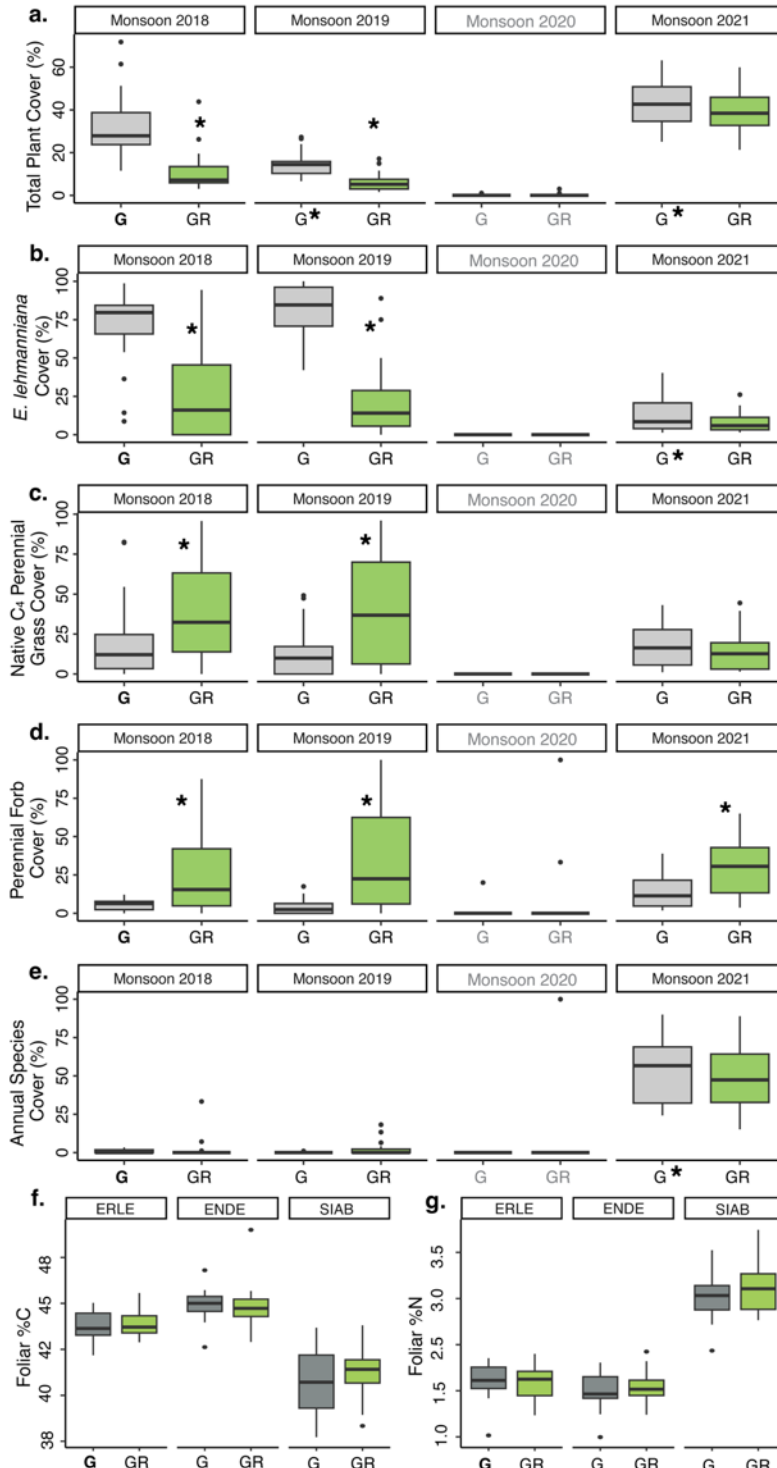 a.
Monsoon 2018 Monsoon 2019 Monsoon 2020 Monsoon 2021
Total Plant Cover (%)
60
40
20
0
* *
G GR G* GR G GR G* GR
b.
Monsoon 2018 Monsoon 2019 Monsoon 2020 Monsoon 2021
E. lehmanniana
Cover (%)
100
75
50
25
0
* *
G GR G GR G GR G* GR
c.
Monsoon 2018 Monsoon 2019 Monsoon 2020 Monsoon 2021
Native C₄ Perennial
Grass Cover (%)
100
75
50
25
0
* *
G GR G GR G GR G GR
d.
Monsoon 2018 Monsoon 2019 Monsoon 2020 Monsoon 2021
Perennial Forb
Cover (%)
100
75
50
25
0
* * *
G GR G GR G GR G GR
e.
Monsoon 2018 Monsoon 2019 Monsoon 2020 Monsoon 2021
Annual Species
Cover (%)
100
75
50
25
0
G GR G GR G GR G* GR
f.
ERLE ENDE SIAB
Foliar %C
48
45
42
40
38
G GR G GR G GR
g.
ERLE ENDE SIAB
Foliar %N
3.5
3.0
2.5
1.5
1.0
G GR G GR G GR